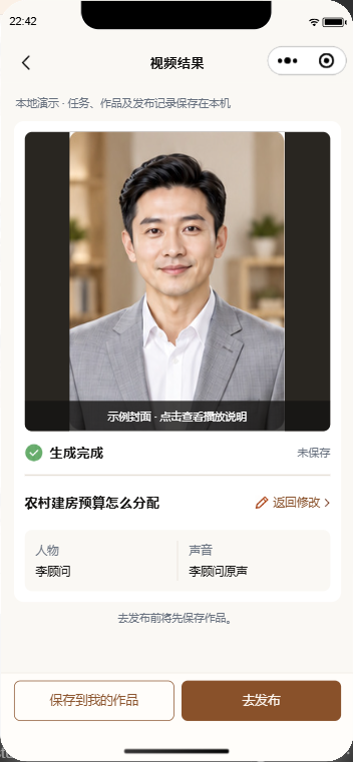 22:42
视频结果
本地演示 · 任务、作品及发布记录保存在本机
示例封面 · 点击查看播放说明
生成完成
未保存
农村建房预算怎么分配
返回修改
人物
声音
李顾问
李顾问原声
去发布前将先保存作品。
保存到我的作品
去发布